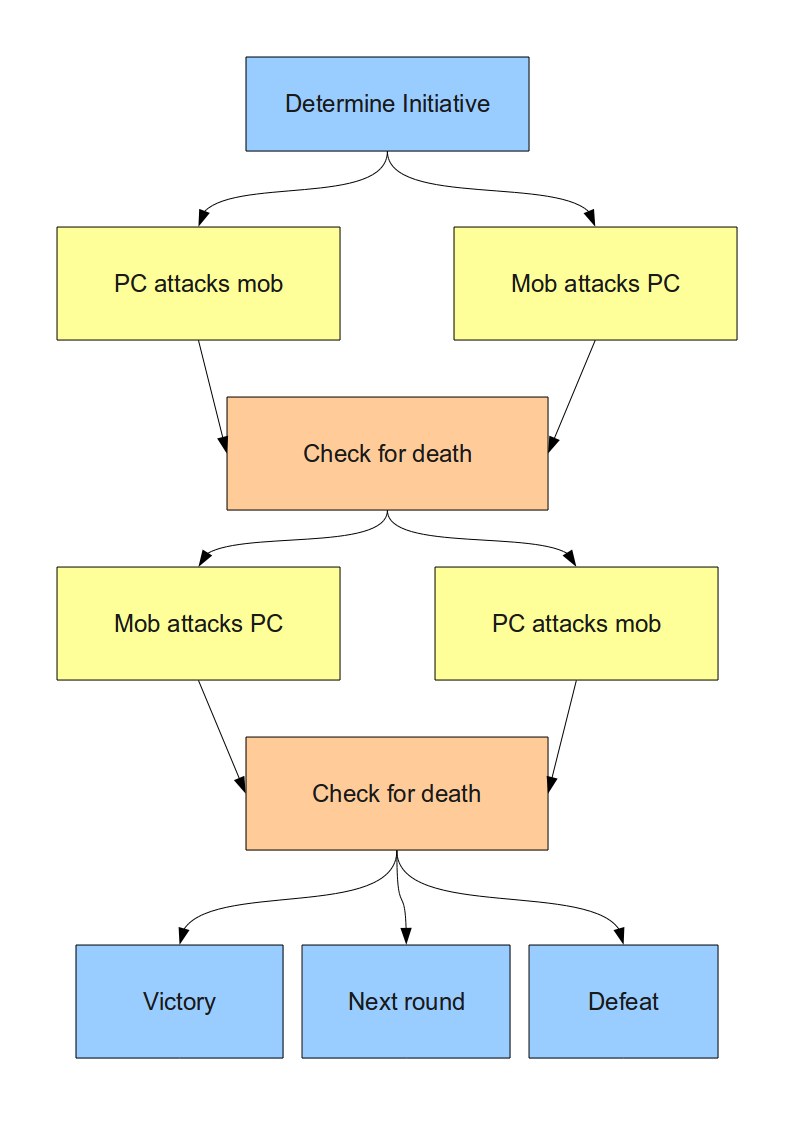 Determine Initiative
PC attacks mob
Mob attacks PC
Check for death
Mob attacks PC
PC attacks mob
Check for death
Victory
Next round
Defeat